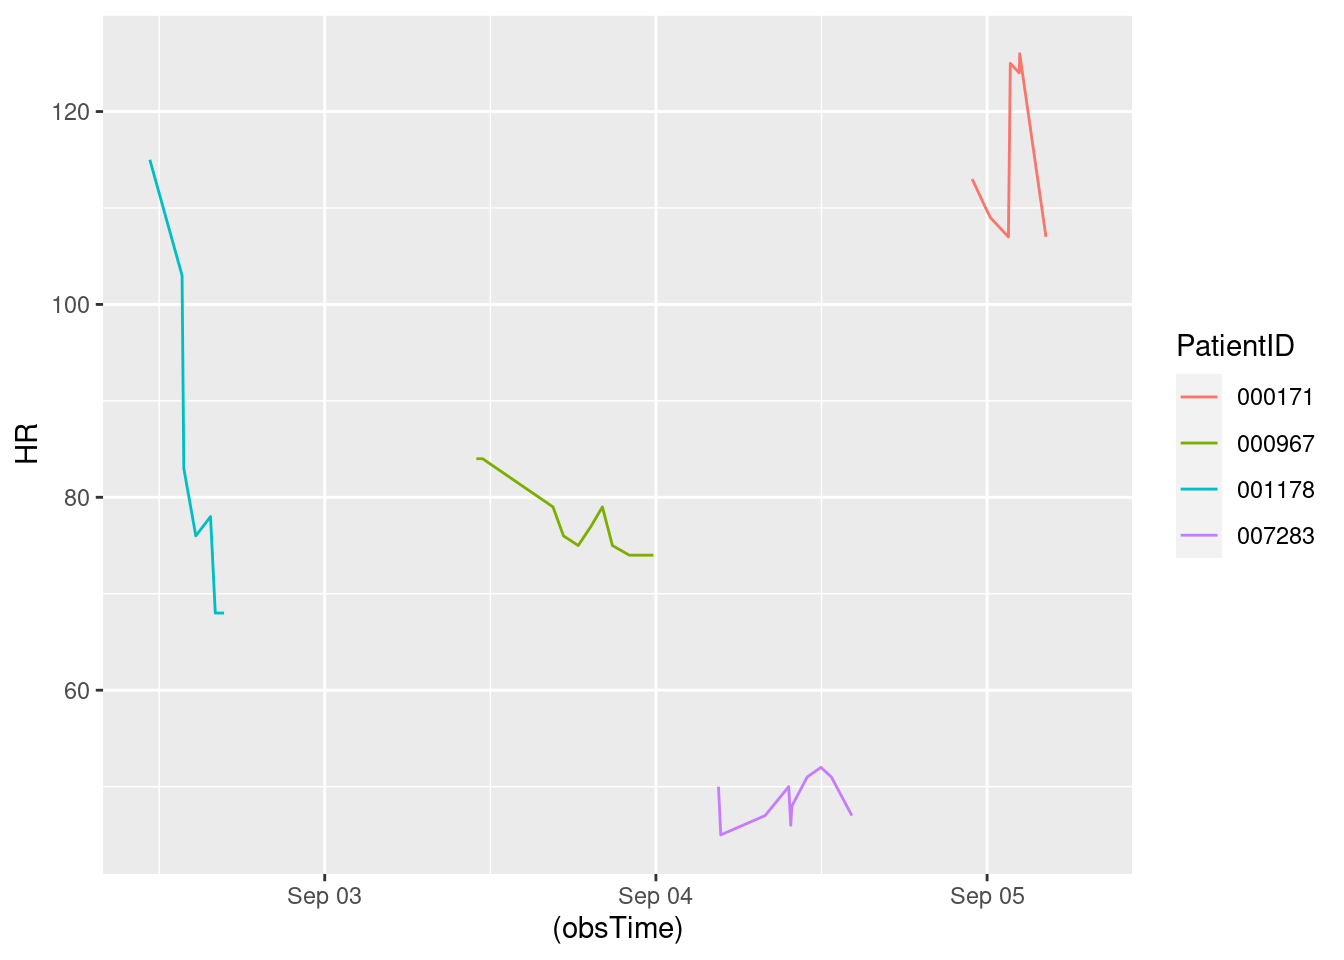 120
100
80
60
HR
Sep 03
Sep 04
Sep 05
(obsTime)
PatientID
000171
000967
001178
007283